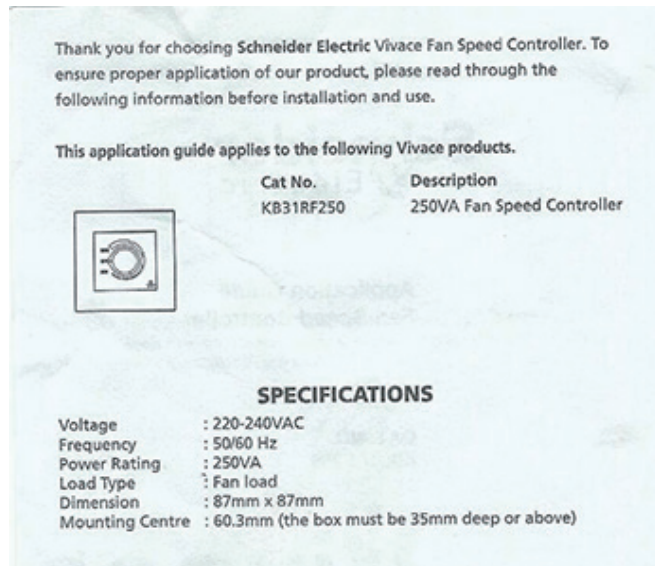 Thank you for choosing Schneider Electric Vivace Fan Speed Controller. To
ensure proper application of our product, please read through the
following information before installation and use.
This application guide applies to the following Vivace products.
Cat No. Description
KB31RF250 250VA Fan Speed Controller
SPECIFICATIONS
Voltage : 220-240VAC
Frequency : 50/60 Hz
Power Rating : 250VA
Load Type : Fan load
Dimension : 87mm x 87mm
Mounting Centre : 60.3mm (the box must be 35mm deep or above)